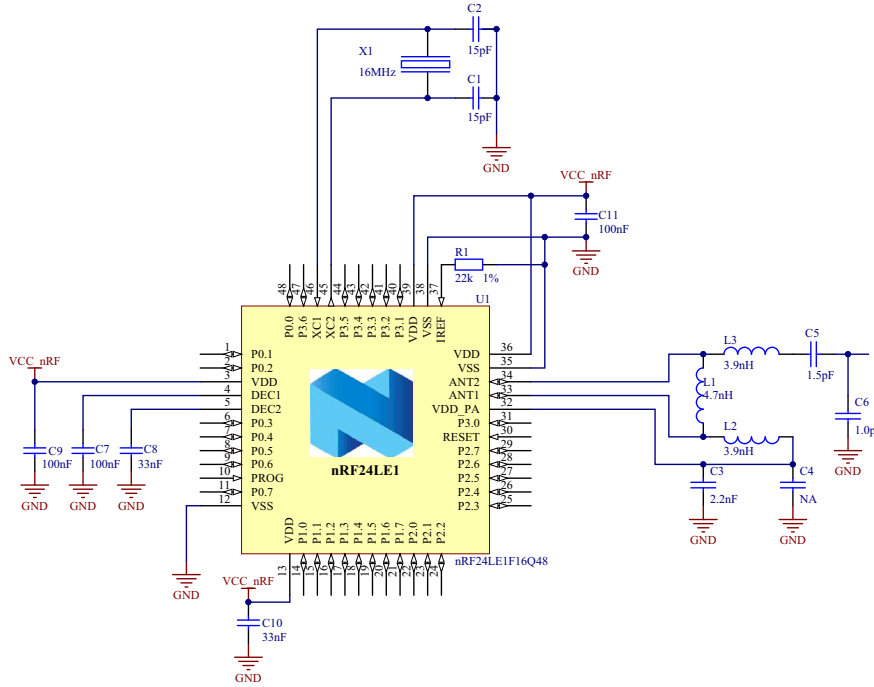 C2
15pF
X1
16MHz
C1
15pF
GND
VCC_nRF
C11
100nF
GND
R1
22k 1%
48
47
46
45
44
43
42
41
40
39
38
37
U1
P0.0
P3.6
XC1
XC2
P3.5
P3.4
P3.3
P3.2
P3.1
VDD
VSS
IREF
1 P0.1
2 P0.2
3 VDD
4 DEC1
5 DEC2
6 P0.3
7 P0.4
8 P0.5
9 P0.6
10 PROG
11 P0.7
12 VSS
VDD 36
VSS 35
ANT2 34
ANT1 33
VDD_PA 32
P3.0 31
RESET 30
P2.7 29
P2.6 28
P2.5 27
P2.4 26
P2.3 25
nRF24LE1
VDD
P1.0
P1.1
P1.2
P1.3
P1.4
P1.5
P1.6
P1.7
P2.0
P2.1
P2.2
13
14
15
16
17
18
19
20
21
22
23
24
nRF24LE1F16Q48
VCC_nRF
C9
100nF
C7
100nF
C8
33nF
GND
GND
GND
GND
VCC_nRF
C10
33nF
GND
L3
3.9nH
C5
1.5pF
L1
4.7nH
C6
1.0p
L2
3.9nH
GND
C3
2.2nF
C4
NA
GND
GND